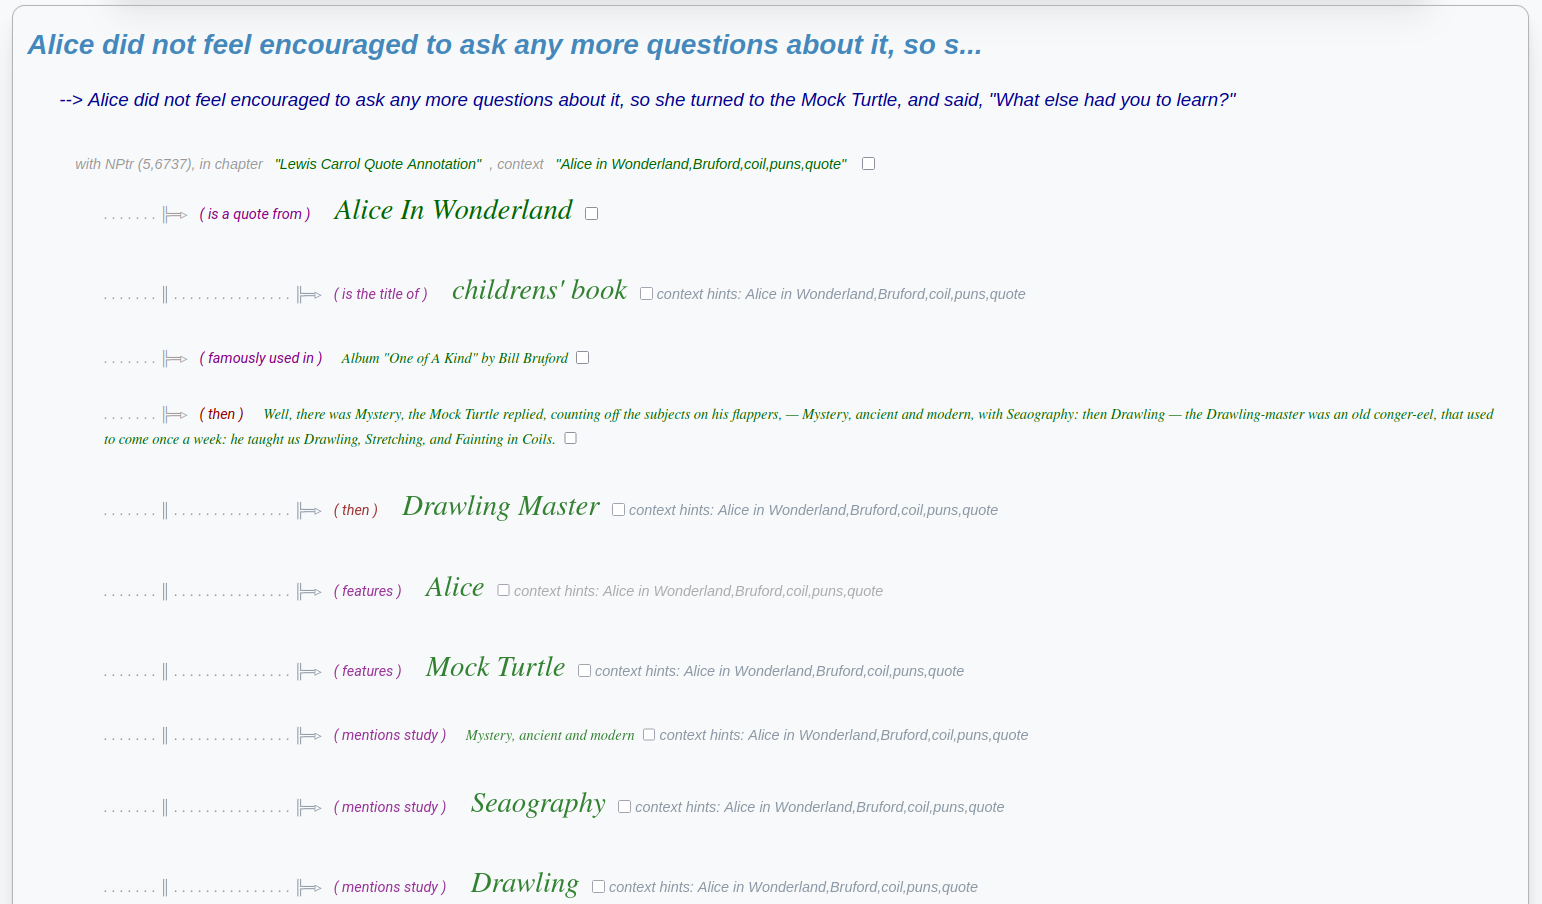 Alice did not feel encouraged to ask any more questions about it, so s...
--> Alice did not feel encouraged to ask any more questions about it, so she turned to the Mock Turtle, and said, "What else had you to learn?"
with NPtr (5,6737), in chapter "Lewis Carrol Quote Annotation" , context "Alice in Wonderland,Bruford,coil,puns,quote"
. . . . . . . ╠═▹ ( is a quote from ) Alice In Wonderland
. . . . . . . ║ . . . . . . . . . . . . . . . ╠═▹ ( is the title of ) childrens' book context hints: Alice in Wonderland,Bruford,coil,puns,quote
. . . . . . . ╠═▹ ( famously used in ) Album "One of A Kind" by Bill Bruford
. . . . . . . ╠═▹ ( then ) Well, there was Mystery, the Mock Turtle replied, counting off the subjects on his flappers, — Mystery, ancient and modern, with Seaography: then Drawling — the Drawling-master was an old conger-eel, that used
to come once a week: he taught us Drawling, Stretching, and Fainting in Coils.
. . . . . . . ║ . . . . . . . . . . . . . . . ╠═▹ ( then ) Drawling Master context hints: Alice in Wonderland,Bruford,coil,puns,quote
. . . . . . . ║ . . . . . . . . . . . . . . . ╠═▹ ( features ) Alice context hints: Alice in Wonderland,Bruford,coil,puns,quote
. . . . . . . ║ . . . . . . . . . . . . . . . ╠═▹ ( features ) Mock Turtle context hints: Alice in Wonderland,Bruford,coil,puns,quote
. . . . . . . ║ . . . . . . . . . . . . . . . ╠═▹ ( mentions study ) Mystery, ancient and modern context hints: Alice in Wonderland,Bruford,coil,puns,quote
. . . . . . . ║ . . . . . . . . . . . . . . . ╠═▹ ( mentions study ) Seaography context hints: Alice in Wonderland,Bruford,coil,puns,quote
. . . . . . . ║ . . . . . . . . . . . . . . . ╠═▹ ( mentions study ) Drawling context hints: Alice in Wonderland,Bruford,coil,puns,quote